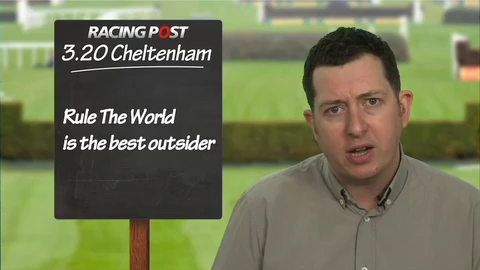 RACING POST
3.20 Cheltenham
Rule The World
is the best outsider